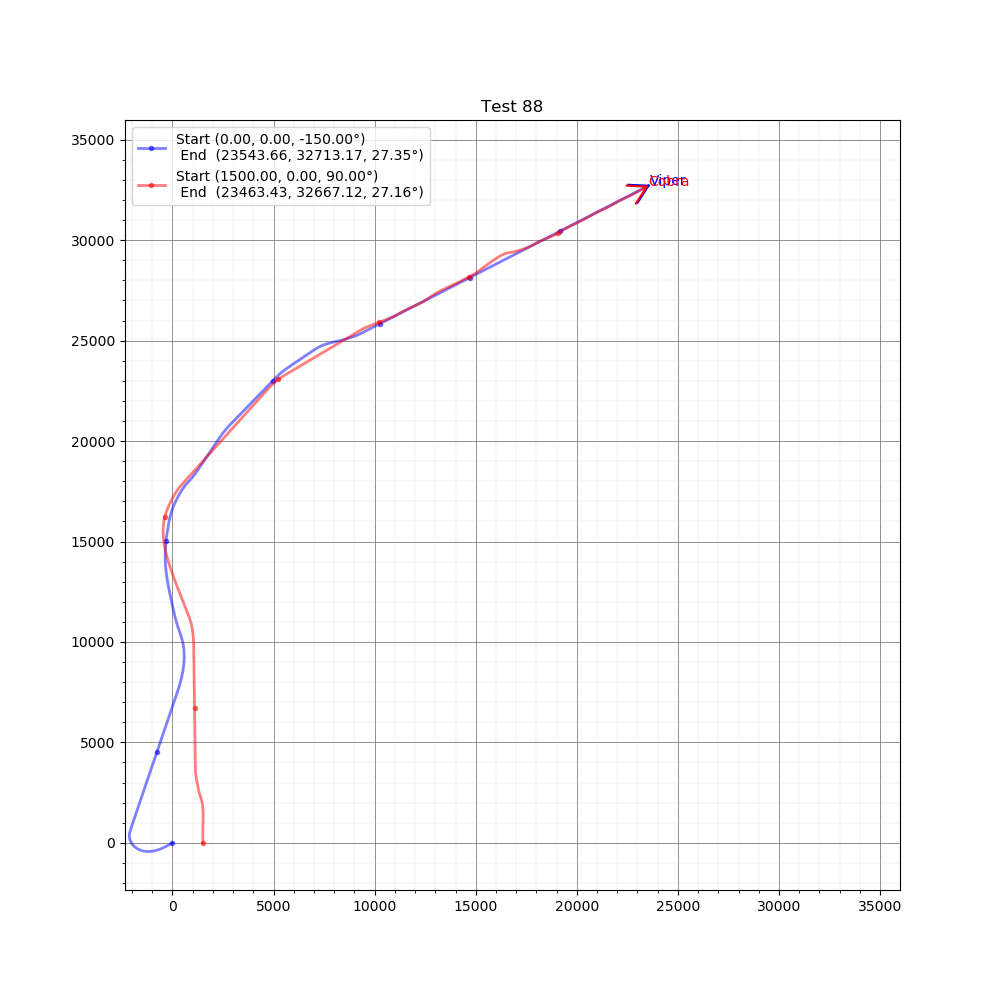 Test 88
Start (0.00, 0.00, -150.00°)
End (23543.66, 32713.17, 27.35°)
Start (1500.00, 0.00, 90.00°)
End (23463.43, 32667.12, 27.16°)
Viper
Cobra
35000
30000
25000
20000
15000
10000
5000
0
0 5000 10000 15000 20000 25000 30000 35000